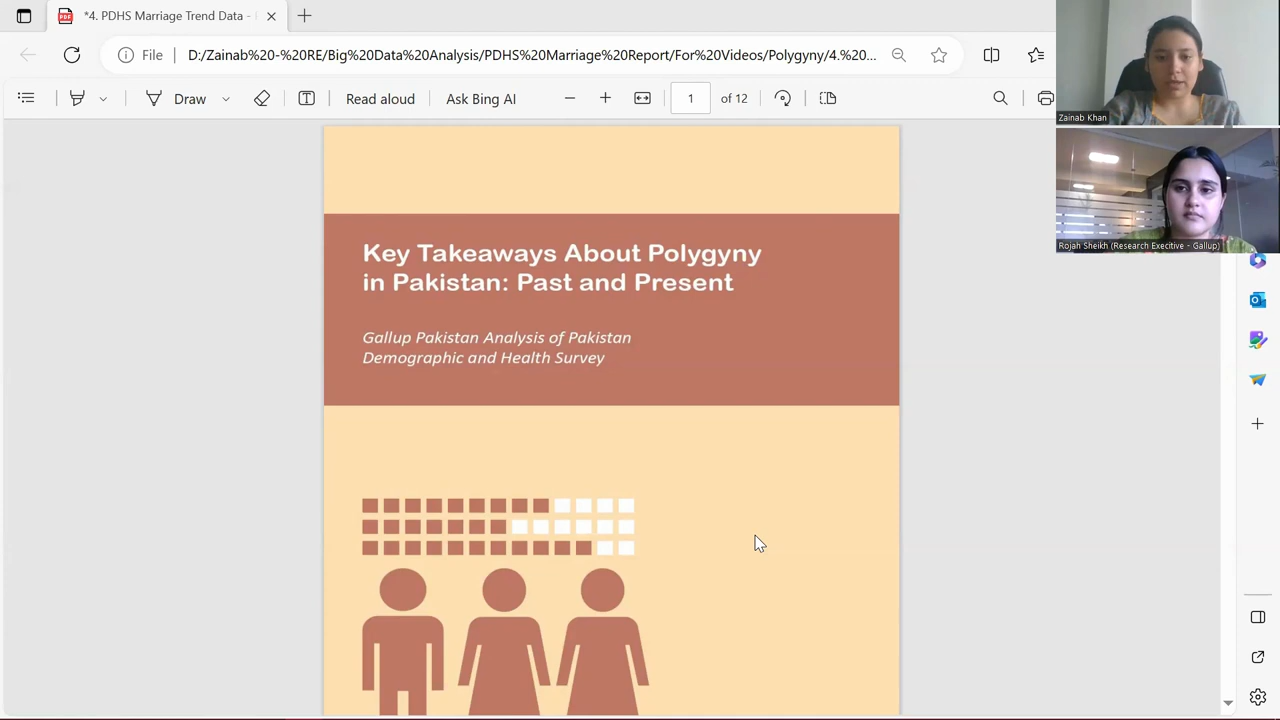 *4. PDHS Marriage Trend Data -
File
D:/Zainab%20-%20RE/Big%20Data%20Analysis/PDHS%20Marriage%20Report/For%20Videos/Polygyny/4.%20...
Draw
Read aloud
Ask Bing AI
1
of 12
PDF
Zainab Khan
Rojah Sheikh (Research Execitive - Gallup)
Key Takeaways About Polygyny
in Pakistan: Past and Present
Gallup Pakistan Analysis of Pakistan
Demographic and Health Survey